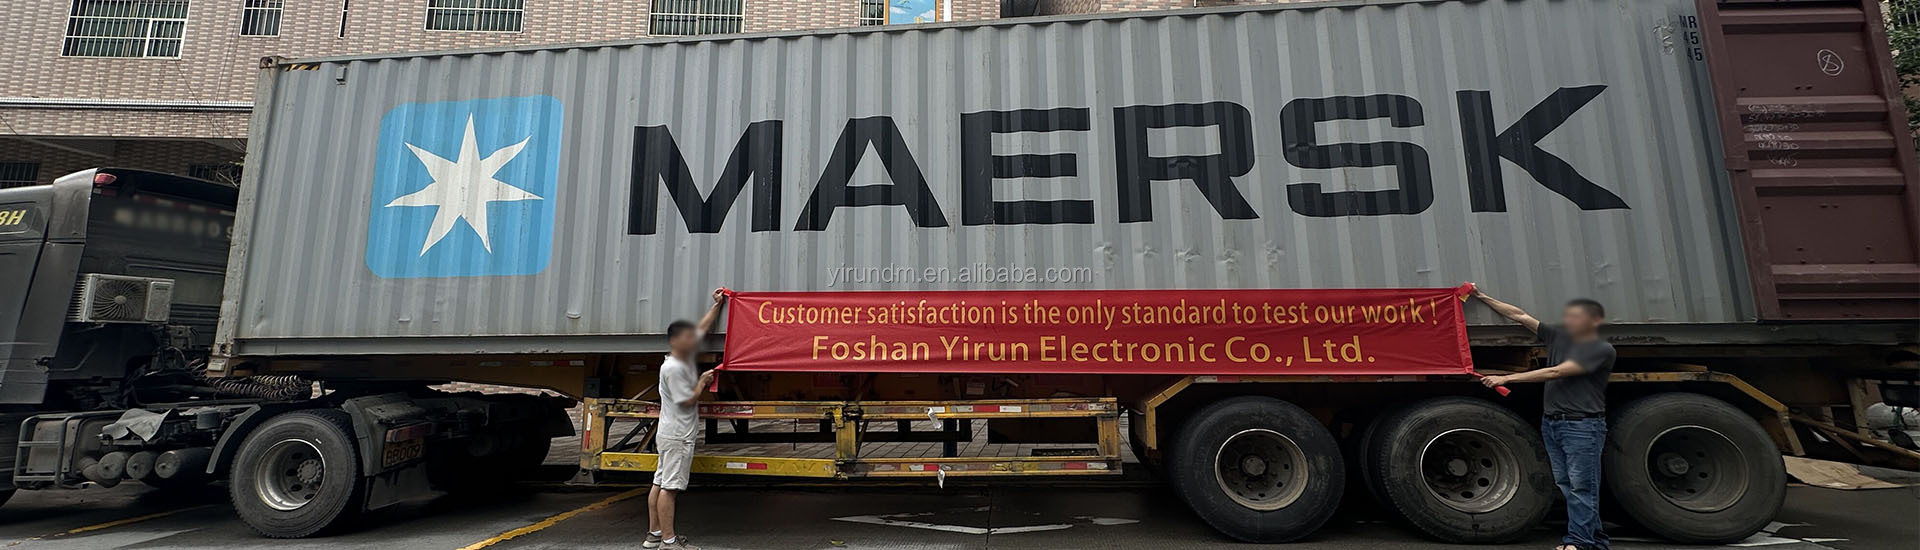 MAERSK
yirundm.en.alibaba.com
Customer satisfaction is the only standard to test our work !
Foshan Yirun Electronic Co., Ltd.